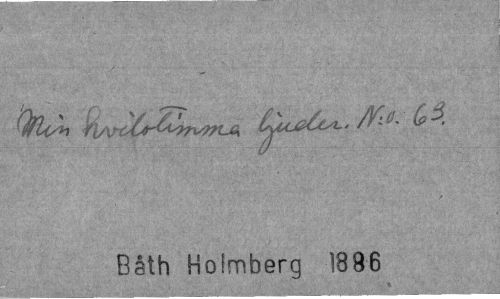 Min hvilotimma ljuder. N:o. 63.
Båth Holmberg 1886